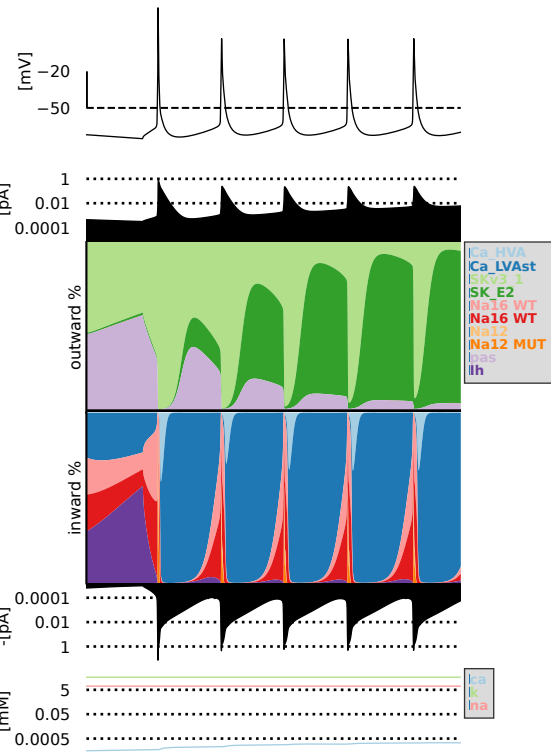 [mV]
−20
−50
[pA]
1
0.01
0.0001
outward %
Ca_HVA
Ca_LVAst
SKv3_1
SK_E2
Na16 WT
Na16 WT
Na12
Na12 MUT
pas
Ih
inward %
-[pA]
0.0001
0.01
1
[mM]
5
0.05
0.0005
ca
k
na